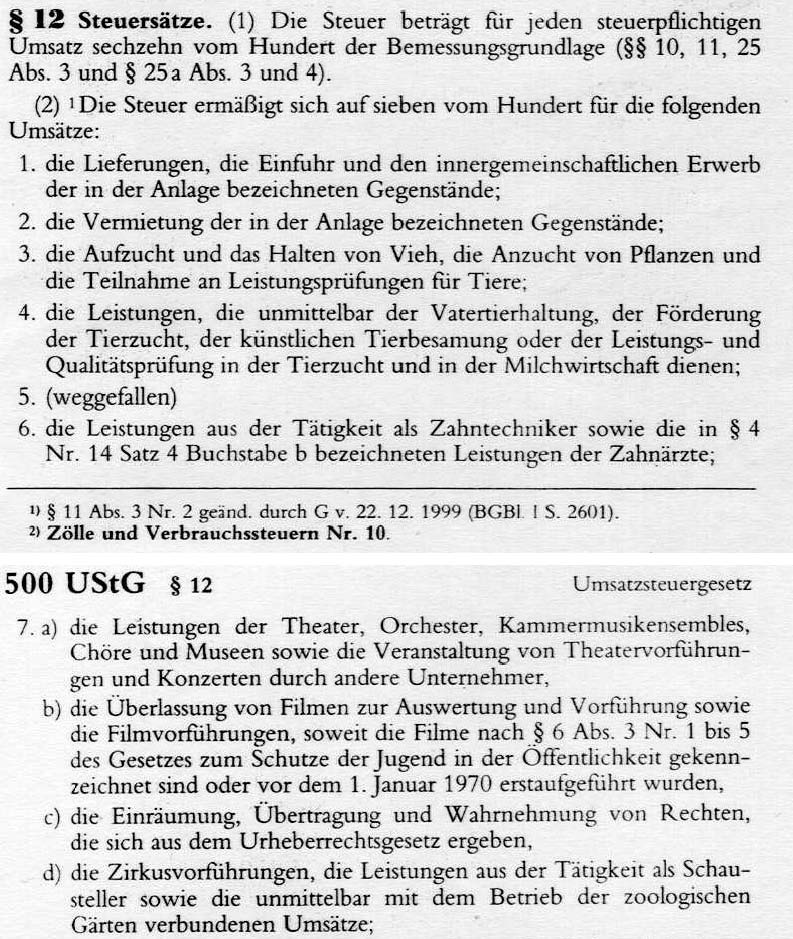 § 12 Steuersätze. (1) Die Steuer beträgt für jeden steuerpflichtigen
Umsatz sechzehn vom Hundert der Bemessungsgrundlage (§§ 10, 11, 25
Abs. 3 und § 25a Abs. 3 und 4).
(2) ¹Die Steuer ermäßigt sich auf sieben vom Hundert für die folgenden
Umsätze:
1. die Lieferungen, die Einfuhr und den innergemeinschaftlichen Erwerb
der in der Anlage bezeichneten Gegenstände;
2. die Vermietung der in der Anlage bezeichneten Gegenstände;
3. die Aufzucht und das Halten von Vieh, die Anzucht von Pflanzen und
die Teilnahme an Leistungsprüfungen für Tiere;
4. die Leistungen, die unmittelbar der Vatertierhaltung, der Förderung
der Tierzucht, der künstlichen Tierbesamung oder der Leistungs- und
Qualitätsprüfung in der Tierzucht und in der Milchwirtschaft dienen;
5. (weggefallen)
6. die Leistungen aus der Tätigkeit als Zahntechniker sowie die in § 4
Nr. 14 Satz 4 Buchstabe b bezeichneten Leistungen der Zahnärzte;
¹⁾ § 11 Abs. 3 Nr. 2 geänd. durch G v. 22. 12. 1999 (BGBl. I S. 2601).
²⁾ Zölle und Verbrauchssteuern Nr. 10.
500 UStG § 12 Umsatzsteuergesetz
7. a) die Leistungen der Theater, Orchester, Kammermusikensembles,
Chöre und Museen sowie die Veranstaltung von Theatervorführun-
gen und Konzerten durch andere Unternehmer,
b) die Überlassung von Filmen zur Auswertung und Vorführung sowie
die Filmvorführungen, soweit die Filme nach § 6 Abs. 3 Nr. 1 bis 5
des Gesetzes zum Schutze der Jugend in der Öffentlichkeit gekenn-
zeichnet sind oder vor dem 1. Januar 1970 erstaufgeführt wurden,
c) die Einräumung, Übertragung und Wahrnehmung von Rechten,
die sich aus dem Urheberrechtsgesetz ergeben,
d) die Zirkusvorführungen, die Leistungen aus der Tätigkeit als Schau-
steller sowie die unmittelbar mit dem Betrieb der zoologischen
Gärten verbundenen Umsätze;